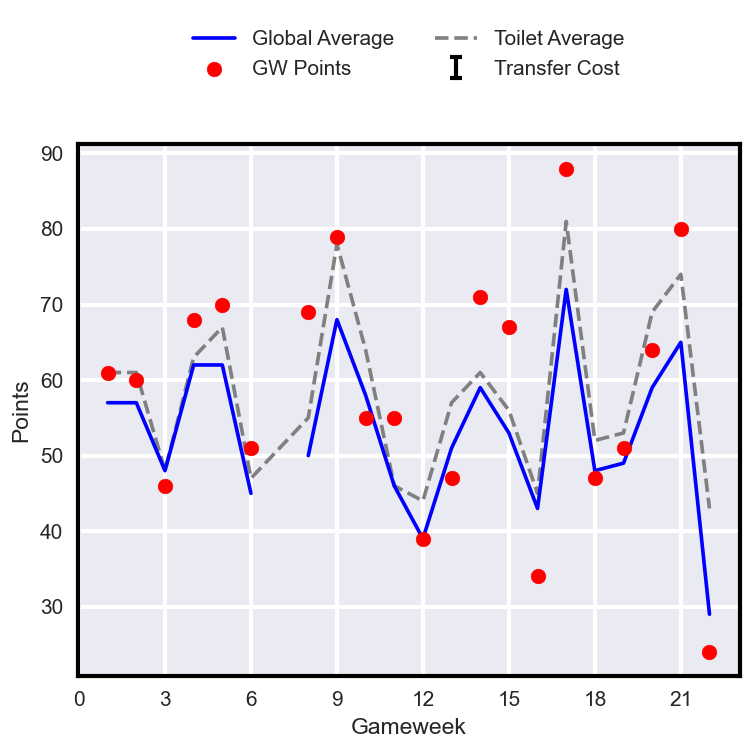 Global Average
Toilet Average
GW Points
Transfer Cost
90
80
70
60
50
40
30
Points
0 3 6 9 12 15 18 21
Gameweek